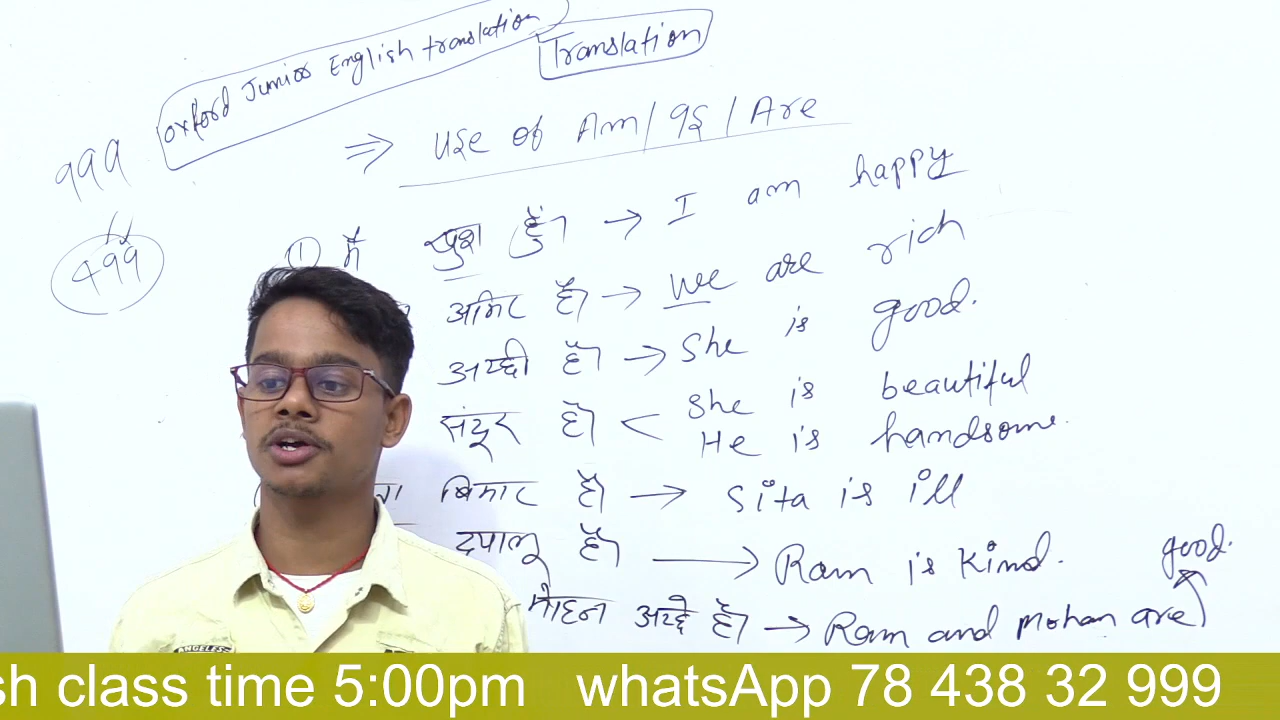 Oxford Junior English translation
Translation
999
⇒ Use of Am/इs/Are
499
① मैं खुश हूँ। → I am happy
अमिर हैं। → We are rich
अच्छी है। → She is good.
संदूर है। < She is beautiful
He is handsome.
बिमार है। → Sita is ill
दयालू है। → Ram is kind.
good.
मोहन अच्छे है। → Ram and Mohan are
sh class time 5:00pm whatsApp 78 438 32 999